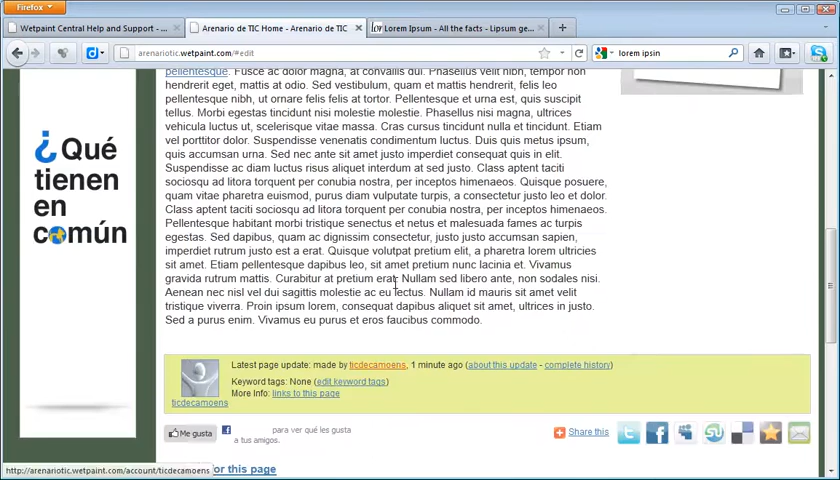 Firefox
Wetpaint Central Help and Support - ...
Arenario de TIC Home - Arenario de TIC
Lorem Ipsum - All the facts - Lipsum ge...
arenariotic.wetpaint.com/#edit
lorem ipsin
pellentesque. Fusce ac dolor magna, at convallis dui. Phasellus velit nibh, tempor non
hendrerit eget, mattis at odio. Sed vestibulum, quam et mattis hendrerit, felis leo
pellentesque nibh, ut ornare felis felis at tortor. Pellentesque et urna est, quis suscipit
tellus. Morbi egestas tincidunt nisi molestie molestie. Phasellus nisi magna, ultrices
vehicula luctus ut, scelerisque vitae massa. Cras cursus tincidunt nulla et tincidunt. Etiam
vel porttitor dolor. Suspendisse venenatis condimentum luctus. Duis quis metus ipsum,
quis accumsan urna. Sed nec ante sit amet justo imperdiet consequat quis in elit.
Suspendisse ac diam luctus risus aliquet interdum at sed justo. Class aptent taciti
sociosqu ad litora torquent per conubia nostra, per inceptos himenaeos. Quisque posuere,
quam vitae pharetra euismod, purus diam vulputate turpis, a consectetur justo leo et dolor.
Class aptent taciti sociosqu ad litora torquent per conubia nostra, per inceptos himenaeos.
Pellentesque habitant morbi tristique senectus et netus et malesuada fames ac turpis
egestas. Sed dapibus, quam ac dignissim consectetur, justo justo accumsan sapien,
imperdiet rutrum justo est a erat. Quisque volutpat pretium elit, a pharetra lorem ultricies
sit amet. Etiam pellentesque dapibus leo, sit amet pretium nunc lacinia et. Vivamus
gravida rutrum mattis. Curabitur at pretium erat. Nullam sed libero ante, non sodales nisi.
Aenean nec nisl vel dui sagittis molestie ac eu lectus. Nullam id mauris sit amet velit
tristique viverra. Proin ipsum lorem, consequat dapibus aliquet sit amet, ultrices in justo.
Sed a purus enim. Vivamus eu purus et eros faucibus commodo.
¿Qué
tienen
en
común
Latest page update: made by ticdecamoens, 1 minute ago (about this update - complete history)
Keyword tags: None (edit keyword tags)
More Info: links to this page
ticdecamoens
Me gusta
para ver qué les gusta
a tus amigos.
Share this
http://arenariotic.wetpaint.com/account/ticdecamoens
for this page